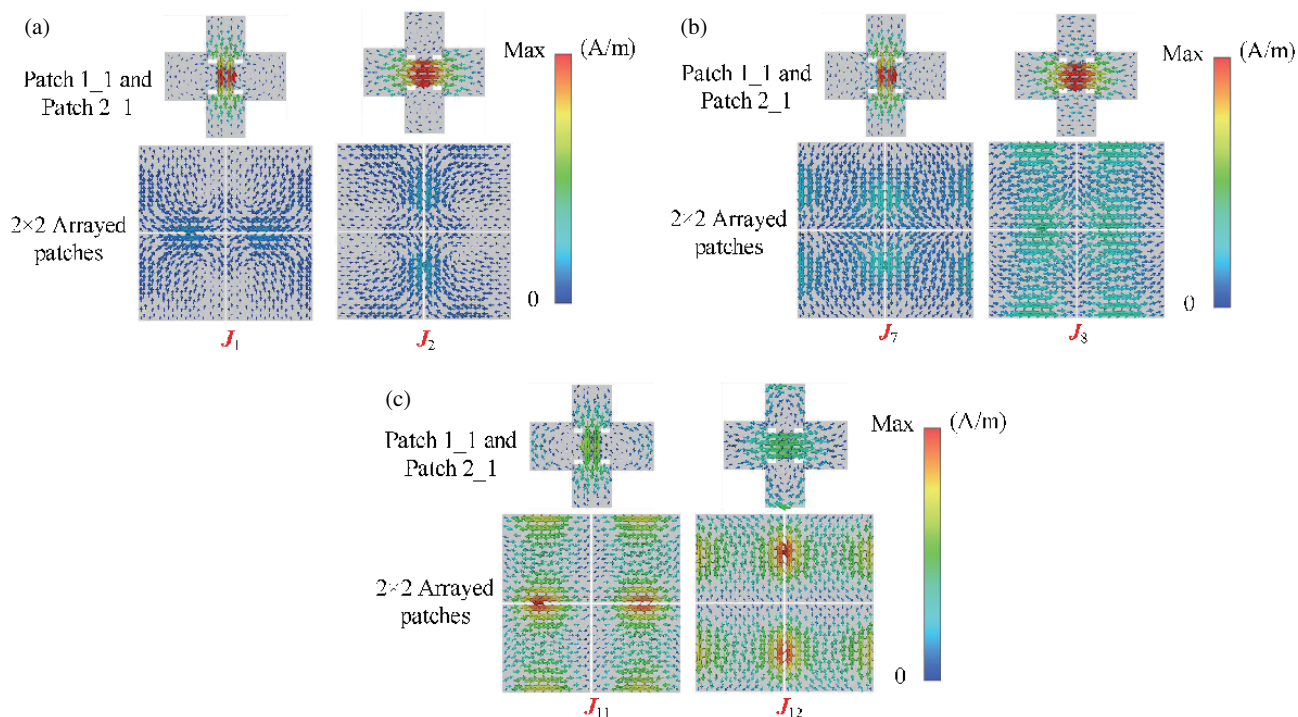 (a)
Patch 1_1 and
Patch 2_1
2×2 Arrayed
patches
Max
(A/m)
0
J1
J2
(b)
Patch 1_1 and
Patch 2_1
2×2 Arrayed
patches
Max
(A/m)
0
J7
J8
(c)
Patch 1_1 and
Patch 2_1
2×2 Arrayed
patches
Max
(A/m)
0
J11
J12